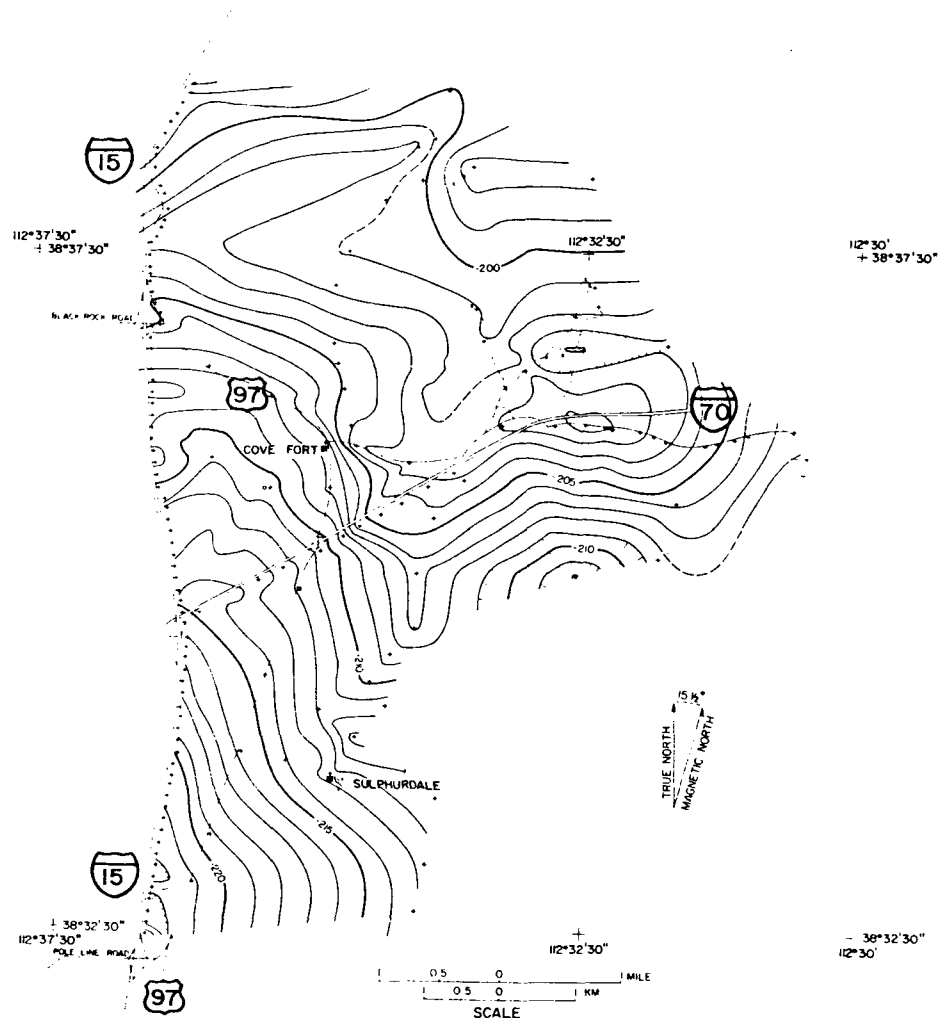 15
112°37'30"
38°37'30"
112°32'30"
112°30'
38°37'30"
-200
BLACK ROCK ROAD
97
70
COVE FORT
-205
-210
-210
15½°
TRUE NORTH
MAGNETIC NORTH
SULPHURDALE
-215
15
-220
38°32'30"
112°37'30"
POLE LINE ROAD
112°32'30"
38°32'30"
112°30'
0.5 0 1 MILE
0.5 0 1 KM
SCALE
97